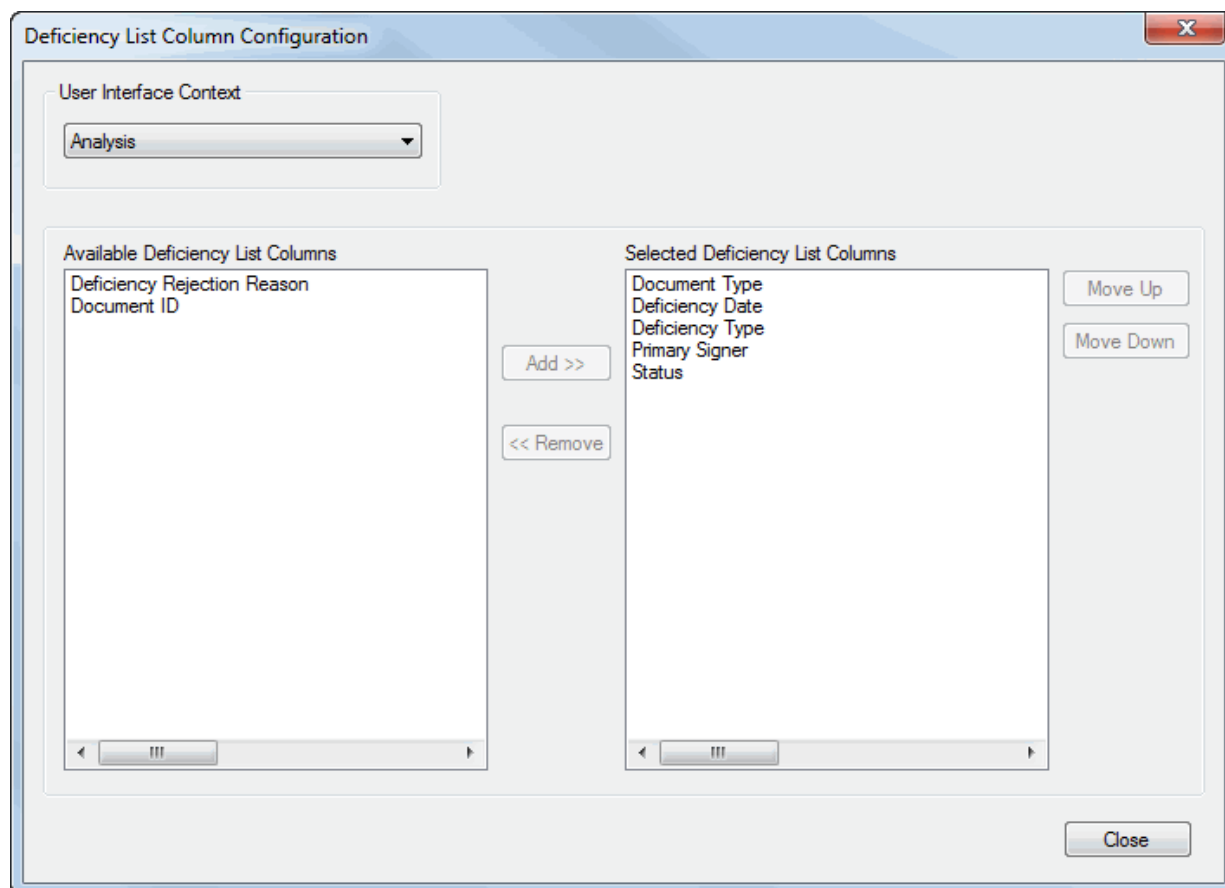 Deficiency List Column Configuration
User Interface Context
Analysis
Available Deficiency List Columns
Deficiency Rejection Reason
Document ID
Add >>
<< Remove
Selected Deficiency List Columns
Document Type
Deficiency Date
Deficiency Type
Primary Signer
Status
Move Up
Move Down
Close